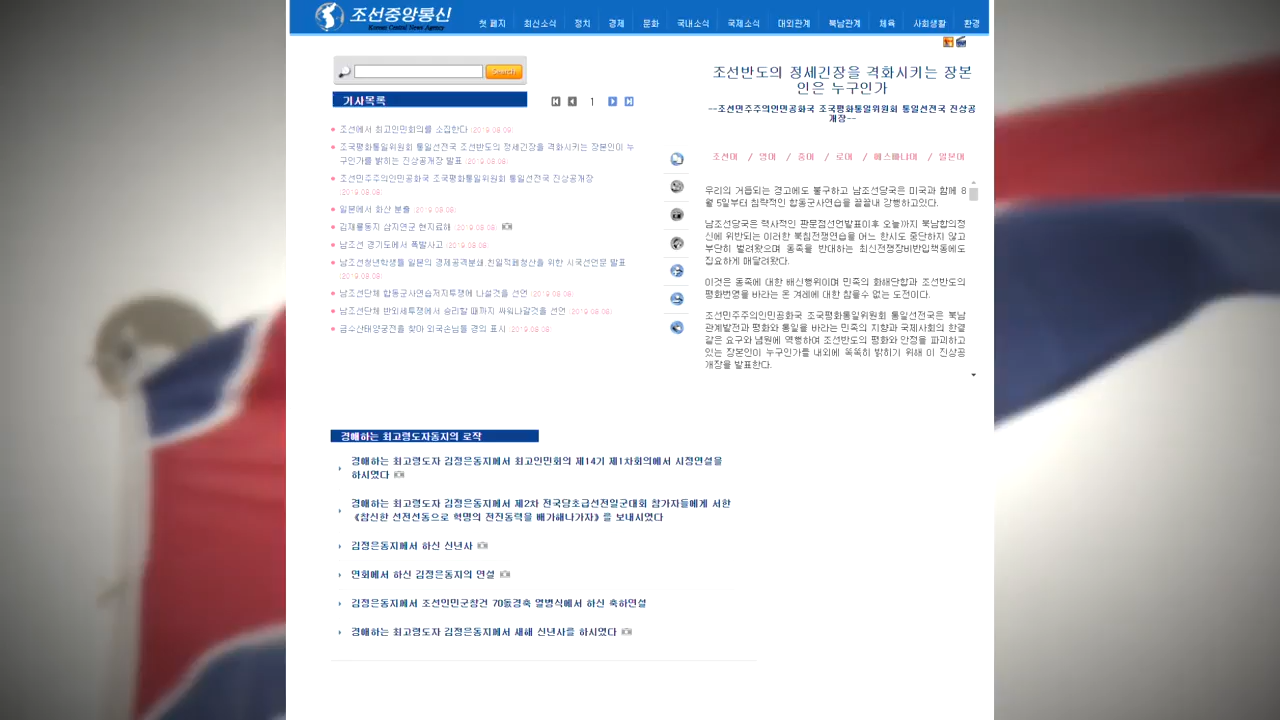 조선중앙통신
Korean Central News Agency
첫 페지 최신소식 정치 경제 문화 국내소식 국제소식 대외관계 북남관계 체육 사회생활 환경
Search
기사목록
1
조선에서 최고인민회의를 소집한다 (2019.08.09)
조국평화통일위원회 통일선전국 조선반도의 정세긴장을 격화시키는 장본인이 누
구인가를 밝히는 진상공개장 발표 (2019.08.08)
조선민주주의인민공화국 조국평화통일위원회 통일선전국 진상공개장
(2019.08.08)
일본에서 화산 분출 (2019.08.08)
김재룡동지 삼지연군 현지료해 (2019.08.08)
남조선 경기도에서 폭발사고 (2019.08.08)
남조선청년학생들 일본의 경제공격분쇄, 친일적페청산을 위한 시국선언문 발표
(2019.08.08)
남조선단체 합동군사연습저지투쟁에 나설것을 선언 (2019.08.08)
남조선단체 반외세투쟁에서 승리할 때까지 싸워나갈것을 선언 (2019.08.08)
금수산태양궁전을 찾아 외국손님들 경의 표시 (2019.08.08)
조선반도의 정세긴장을 격화시키는 장본
인은 누구인가
--조선민주주의인민공화국 조국평화통일위원회 통일선전국 진상공
개장--
조선어 / 영어 / 중어 / 로어 / 에스빠냐어 / 일본어
우리의 거듭되는 경고에도 불구하고 남조선당국은 미국과 함께 8
월 5일부터 침략적인 합동군사연습을 끝끝내 강행하고있다.
남조선당국은 력사적인 판문점선언발표이후 오늘까지 북남합의정
신에 위반되는 이러한 북침전쟁연습을 어느 한시도 중단하지 않고
부단히 벌려왔으며 동족을 반대하는 최신전쟁장비반입책동에도
집요하게 매달려왔다.
이것은 동족에 대한 배신행위이며 민족의 화해단합과 조선반도의
평화번영을 바라는 온 겨레에 대한 참을수 없는 도전이다.
조선민주주의인민공화국 조국평화통일위원회 통일선전국은 북남
관계발전과 평화와 통일을 바라는 민족의 지향과 국제사회의 한결
같은 요구와 념원에 역행하여 조선반도의 평화와 안정을 파괴하고
있는 장본인이 누구인가를 내외에 똑똑히 밝히기 위해 이 진상공
개장을 발표한다.
경애하는 최고령도자동지의 로작
경애하는 최고령도자 김정은동지께서 최고인민회의 제14기 제1차회의에서 시정연설을
하시였다
경애하는 최고령도자 김정은동지께서 제2차 전국당초급선전일군대회 참가자들에게 서한
《참신한 선전선동으로 혁명의 전진동력을 배가해나가자》를 보내시였다
김정은동지께서 하신 신년사
연회에서 하신 김정은동지의 연설
김정은동지께서 조선인민군창건 70돐경축 열병식에서 하신 축하연설
경애하는 최고령도자 김정은동지께서 새해 신년사를 하시였다